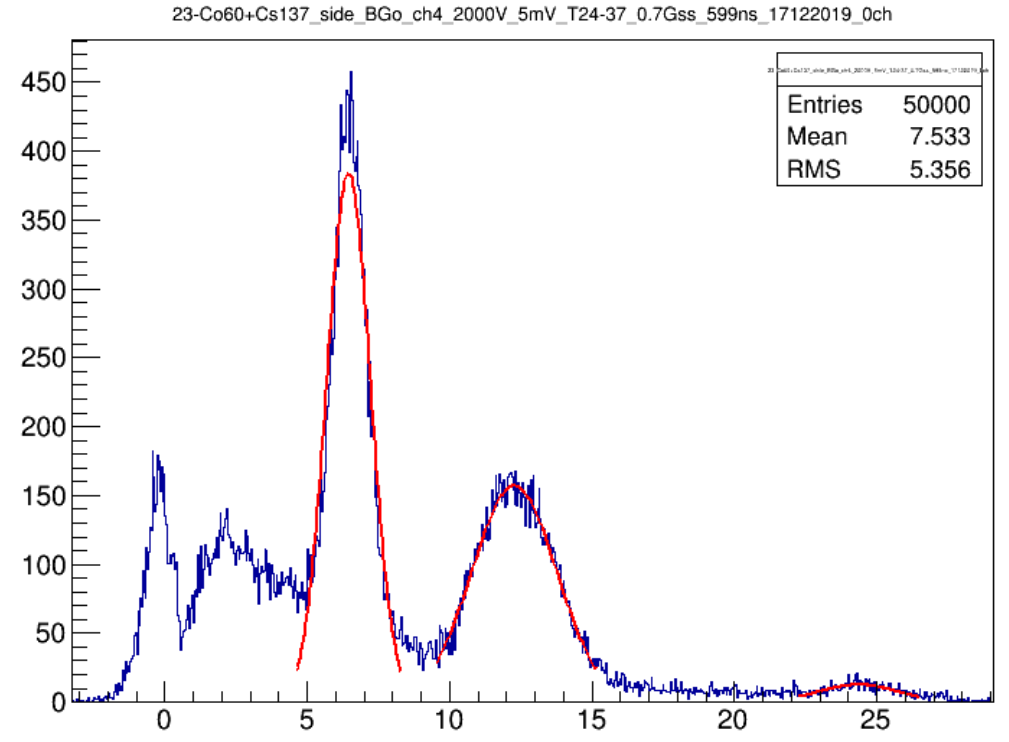 23-Co60+Cs137_side_BGo_ch4_2000V_5mV_T24-37_0.7Gss_599ns_17122019_0ch
Entries 50000
Mean 7.533
RMS 5.356
450
400
350
300
250
200
150
100
50
0
0 5 10 15 20 25